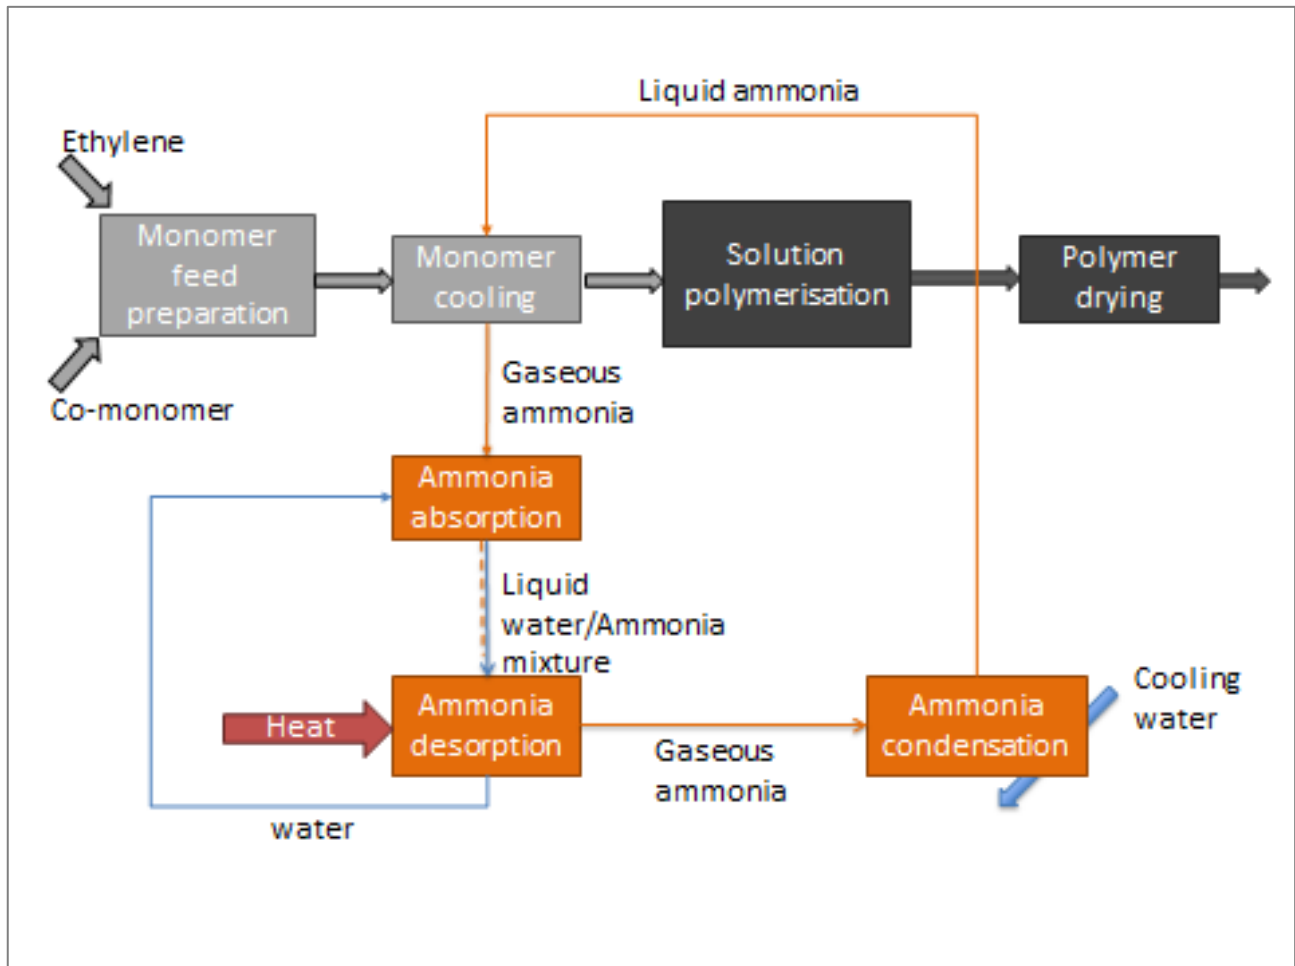 Liquid ammonia
Ethylene
Monomer
feed
preparation
Monomer
cooling
Solution
polymerisation
Polymer
drying
Co-monomer
Gaseous
ammonia
Ammonia
absorption
Liquid
water/Ammonia
mixture
Heat
Ammonia
desorption
Gaseous
ammonia
Ammonia
condensation
Cooling
water
water